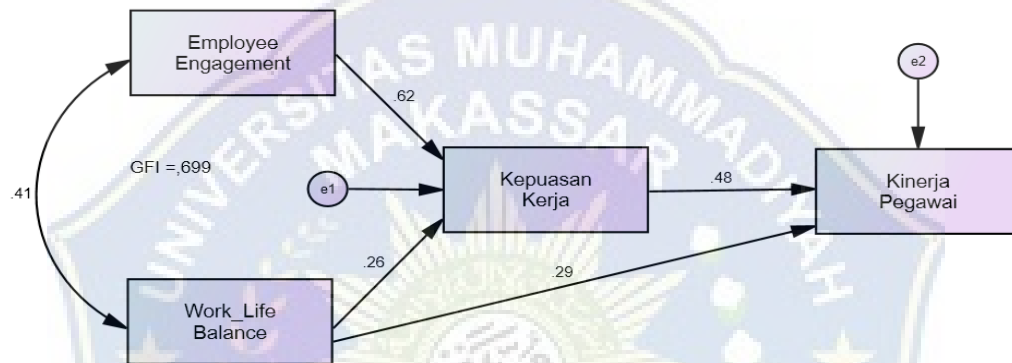 Employee
Engagement
e2
.62
UNIVERSITAS MUHAMMADIYAH
MAKASSAR
GFI =,699
.41
e1
Kepuasan
Kerja
.48
Kinerja
Pegawai
.26
.29
Work_Life
Balance